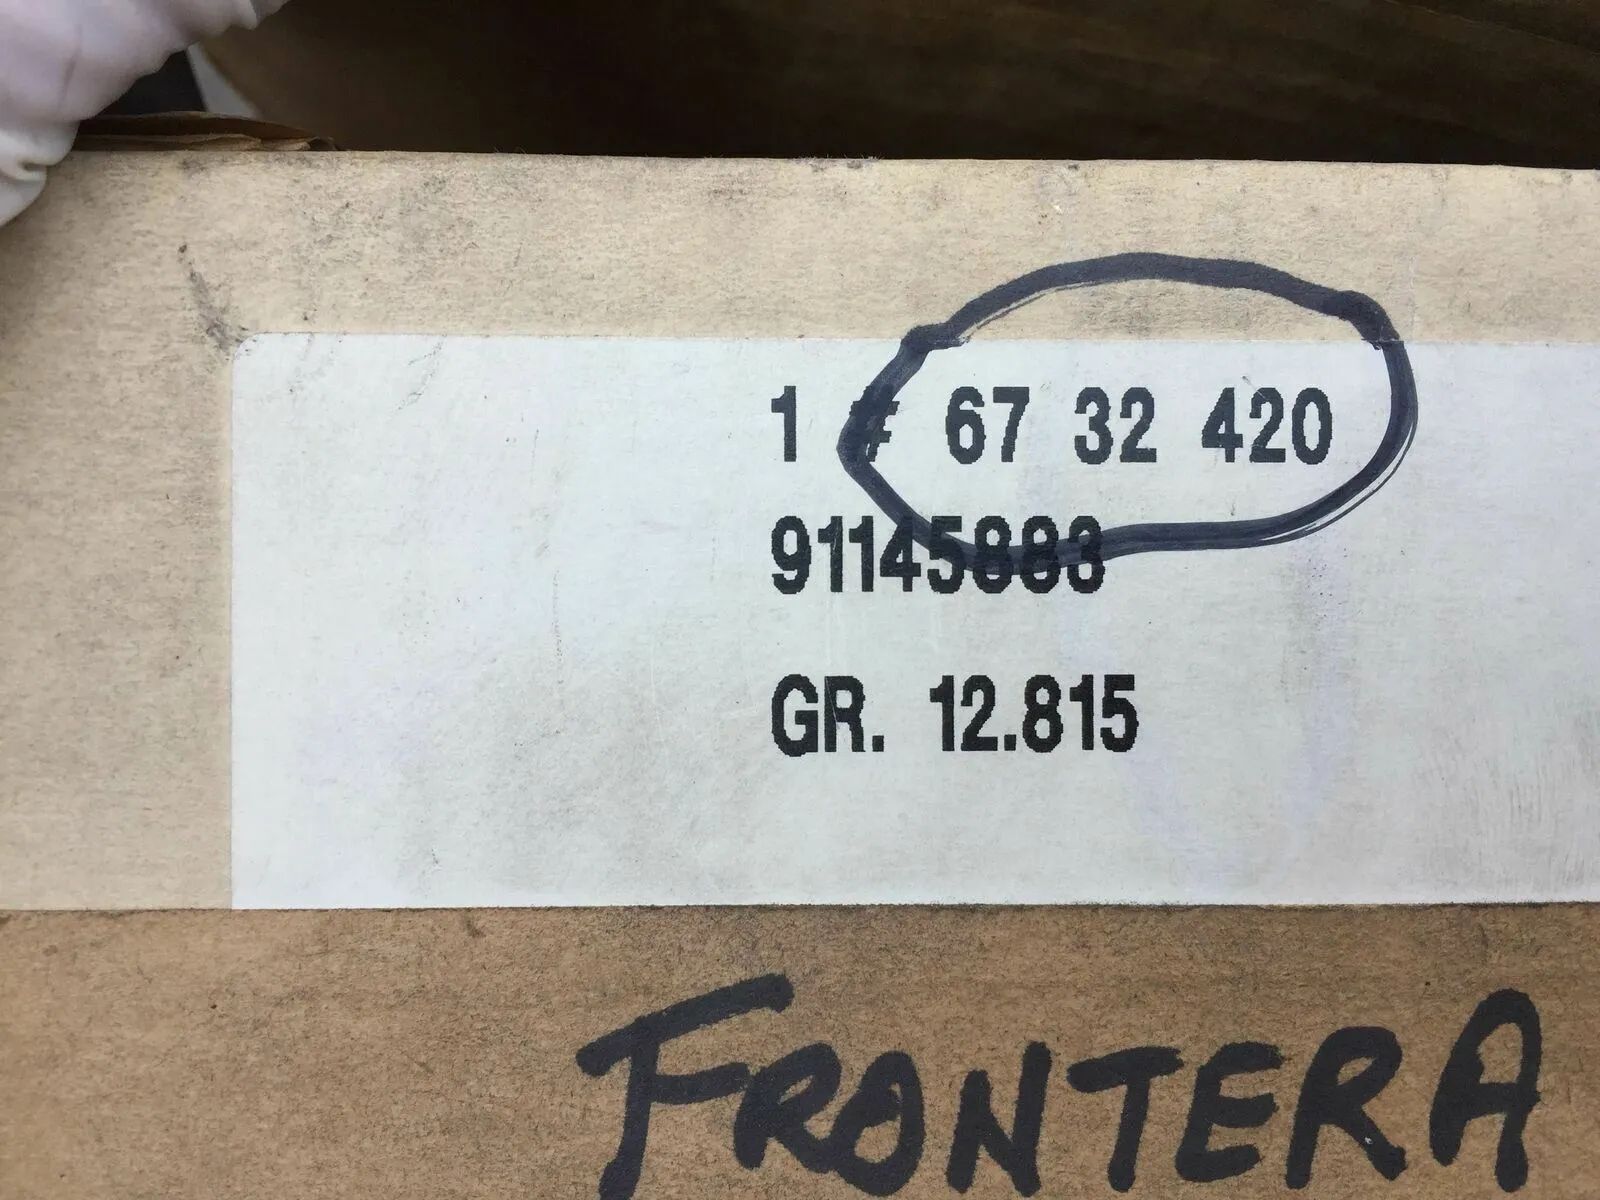 1 # 67 32 420
91145883
GR. 12.815
FRONTERA